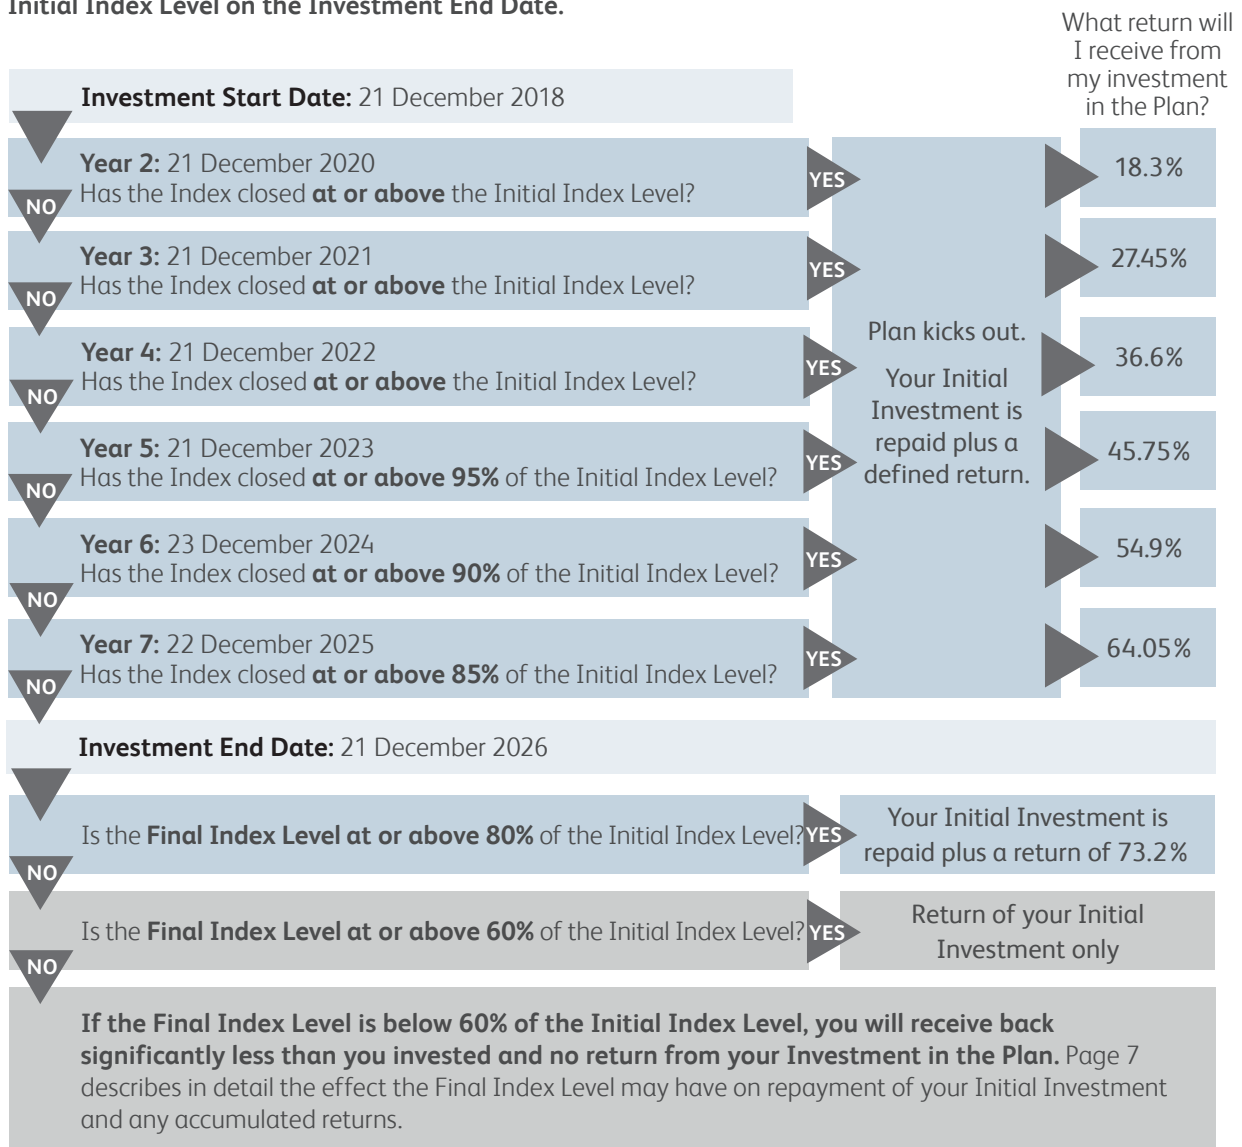 Initial Index Level on the Investment End Date.
What return will
I receive from
my investment
in the Plan?
Investment Start Date: 21 December 2018
Year 2: 21 December 2020
Has the Index closed at or above the Initial Index Level?
YES
18.3%
NO
Year 3: 21 December 2021
Has the Index closed at or above the Initial Index Level?
YES
27.45%
NO
Year 4: 21 December 2022
Has the Index closed at or above the Initial Index Level?
YES
36.6%
NO
Year 5: 21 December 2023
Has the Index closed at or above 95% of the Initial Index Level?
YES
45.75%
NO
Year 6: 23 December 2024
Has the Index closed at or above 90% of the Initial Index Level?
YES
54.9%
NO
Year 7: 22 December 2025
Has the Index closed at or above 85% of the Initial Index Level?
YES
64.05%
NO
Plan kicks out.
Your Initial
Investment is
repaid plus a
defined return.
Investment End Date: 21 December 2026
Is the Final Index Level at or above 80% of the Initial Index Level?
YES
Your Initial Investment is
repaid plus a return of 73.2%
NO
Is the Final Index Level at or above 60% of the Initial Index Level?
YES
Return of your Initial
Investment only
NO
If the Final Index Level is below 60% of the Initial Index Level, you will receive back
significantly less than you invested and no return from your Investment in the Plan. Page 7
describes in detail the effect the Final Index Level may have on repayment of your Initial Investment
and any accumulated returns.